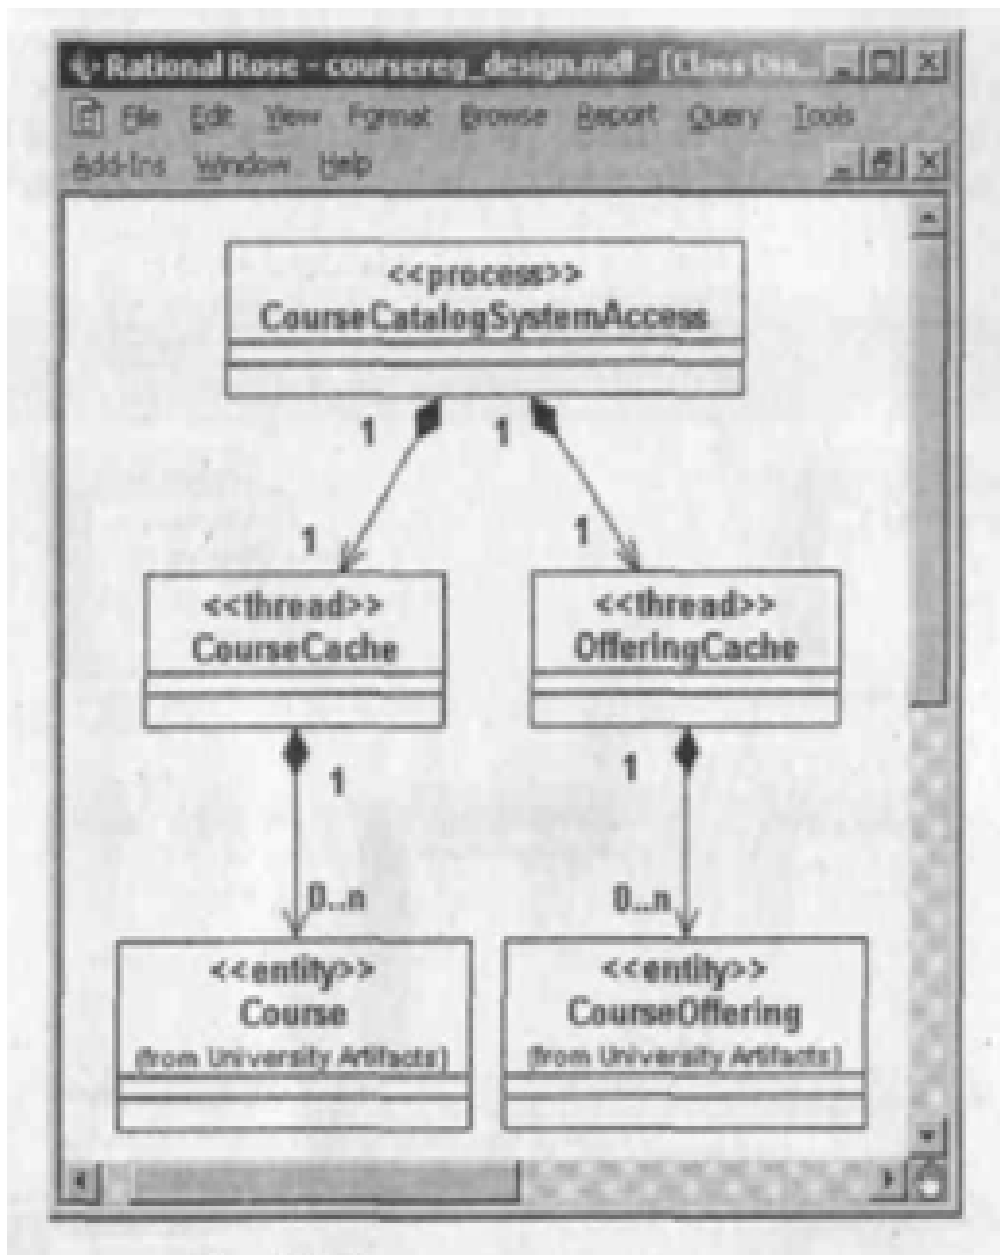 Rational Rose - coursereg_design.mdl - [Class Dia...
File Edit View Format Browse Report Query Tools
Add-Ins Window Help
<<process>>
CourseCatalogSystemAccess
1 1
1 1
<<thread>>
CourseCache
<<thread>>
OfferingCache
1 1
0..n 0..n
<<entity>>
Course
(from University Artifacts)
<<entity>>
CourseOffering
(from University Artifacts)